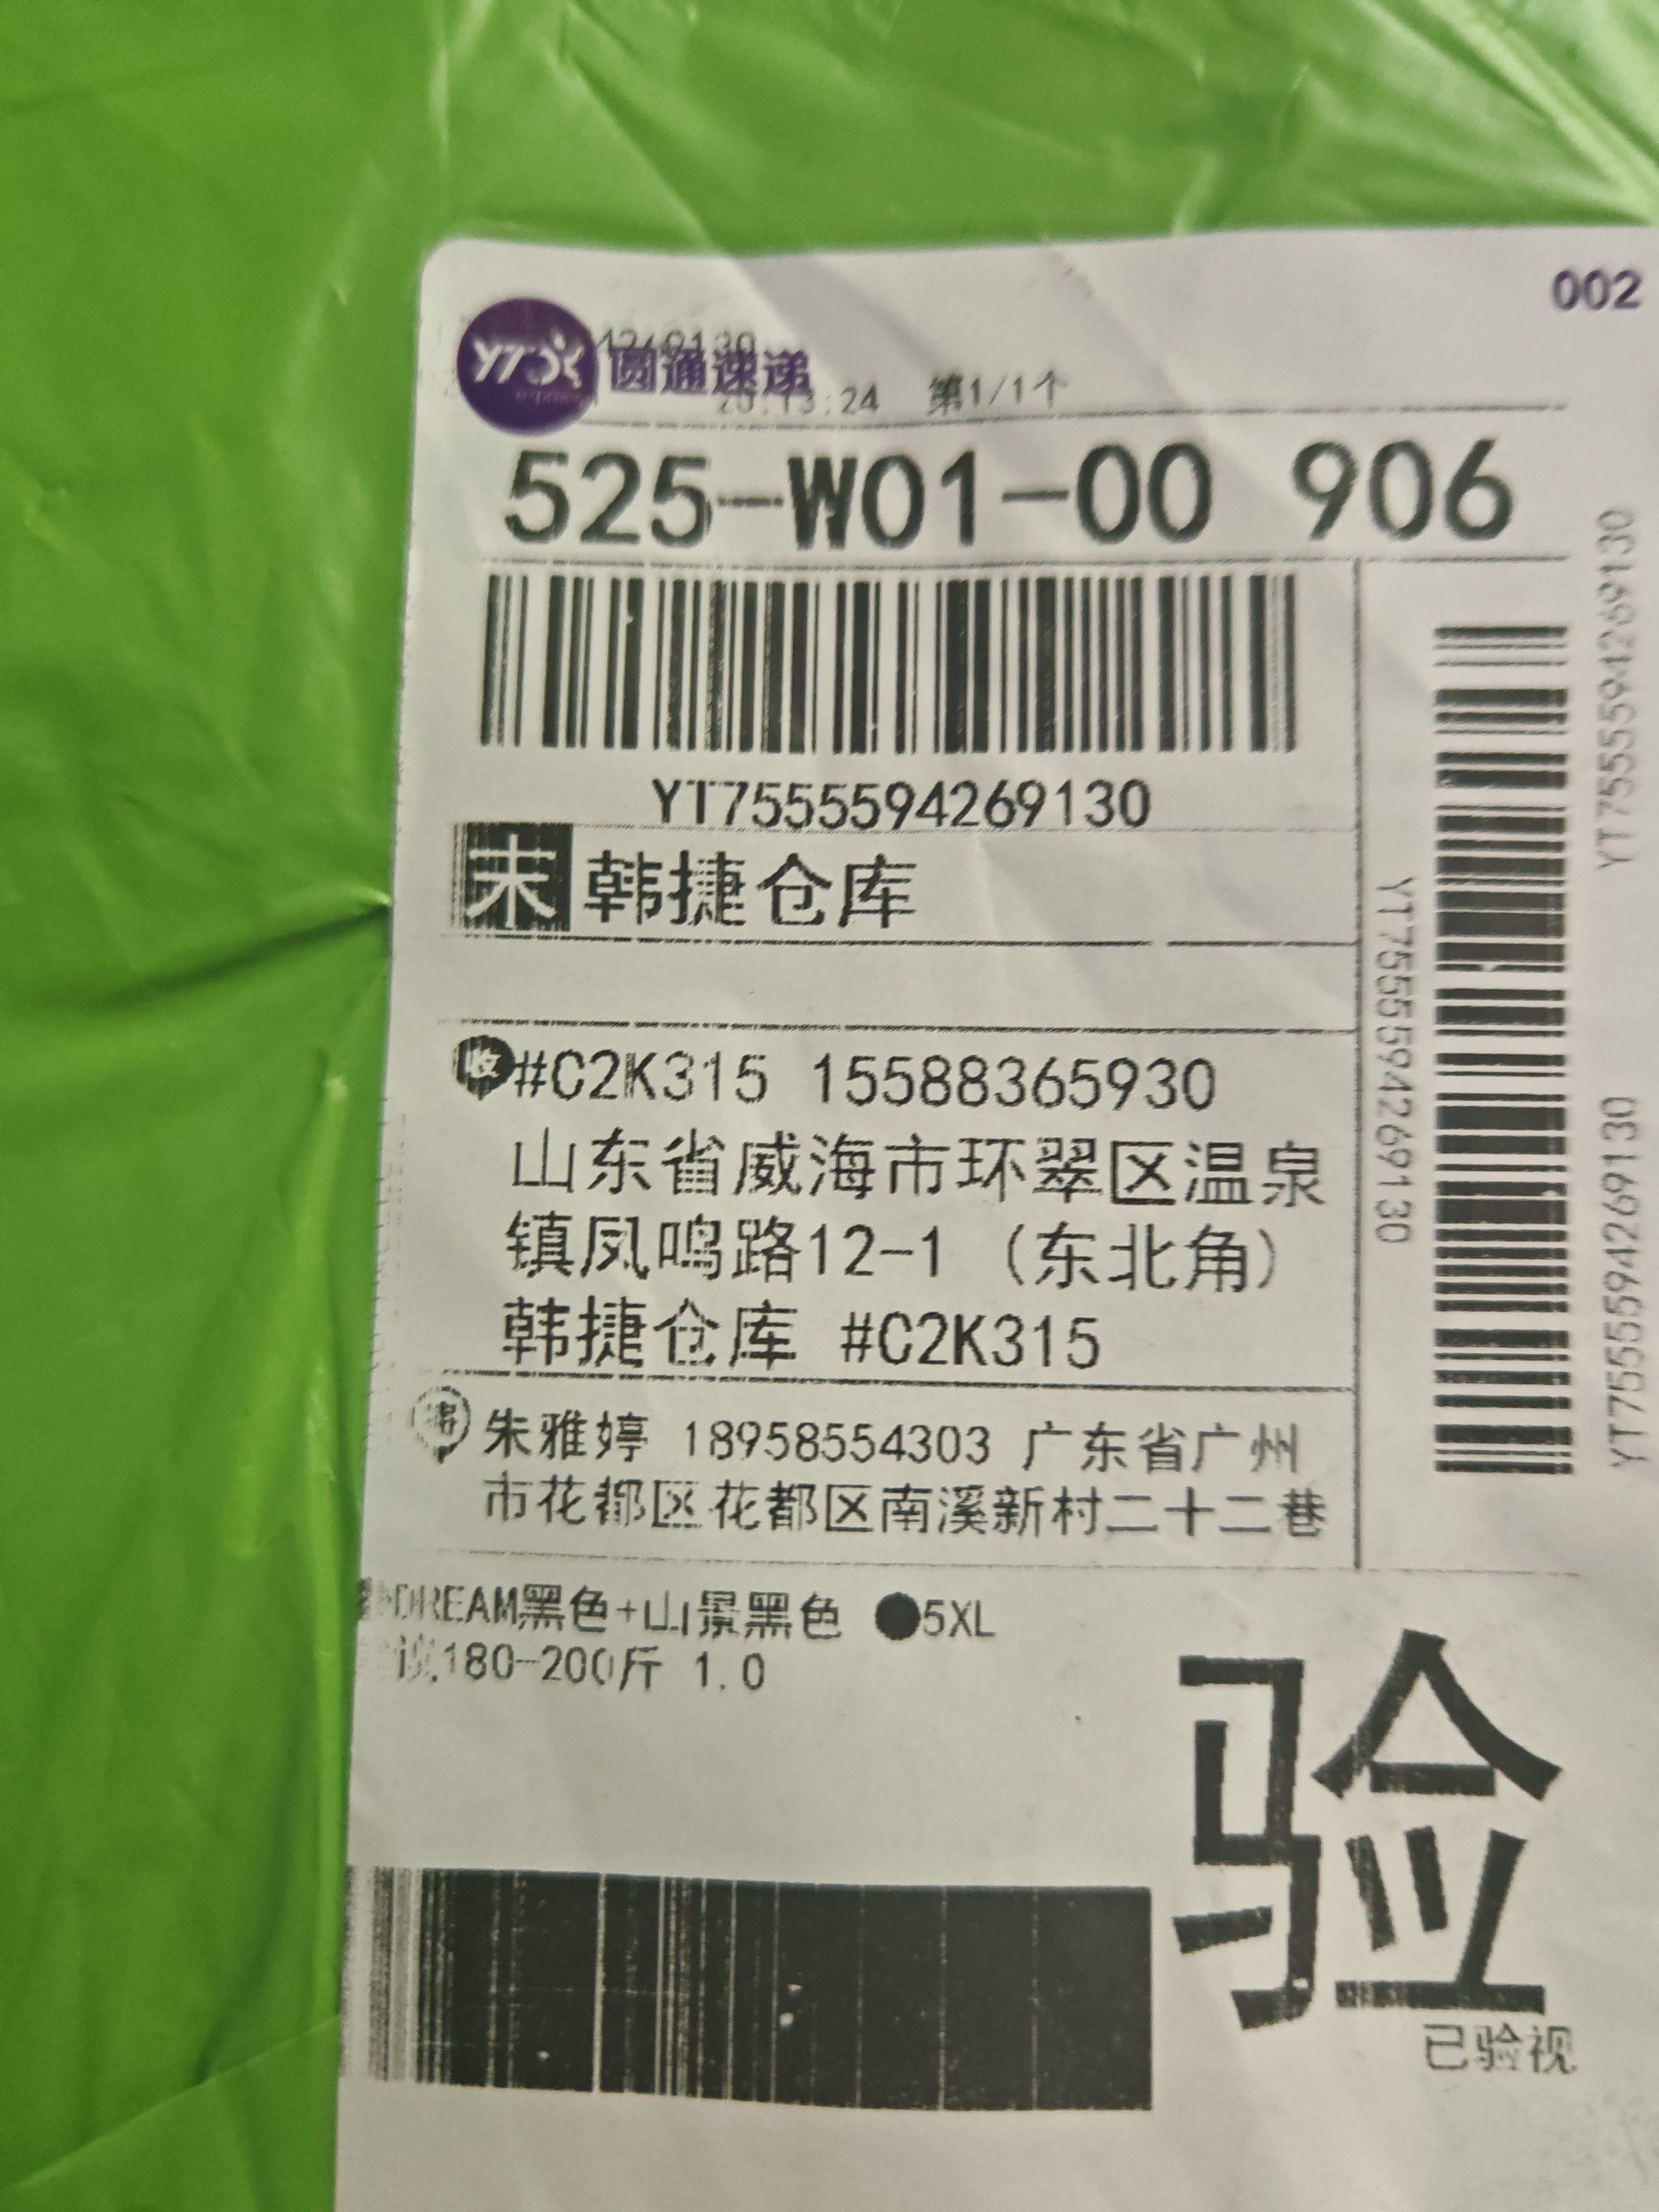 002
圆通速递
第1/1个
525-W01-00 906
YT7555594269130
末 韩捷仓库
收 #C2K315 15588365930
山东省威海市环翠区温泉
镇凤鸣路12-1 (东北角)
韩捷仓库 #C2K315
朱雅婷 18958554303 广东省广州
市花都区花都区南溪新村二十二巷
DREAM黑色+山景黑色 ●5XL
180-200斤 1.0
验
已验视
YT7555594269130
YT7555594269130
YT7555594269130